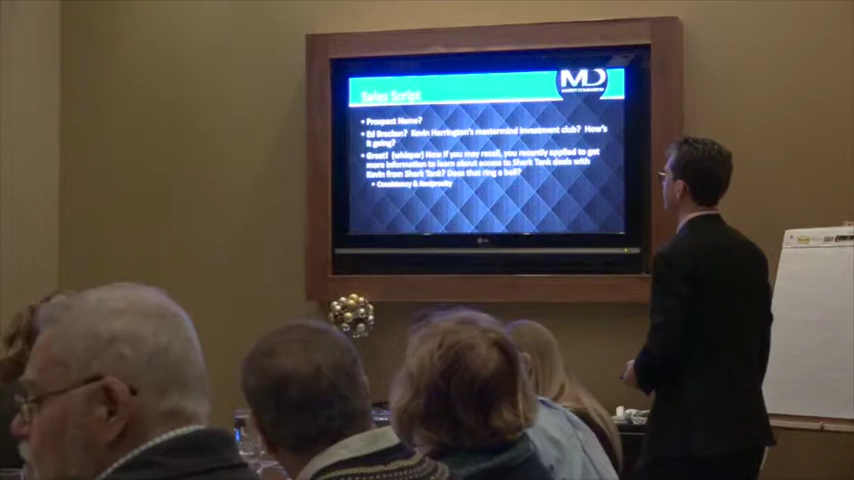 MD
Sales Script
• Prospect Name?
• Ed Bracken? Kevin Harrington's mastermind investment club? How's
it going?
• Great! (whisper) Now if you may recall, you recently applied to get
more information to learn about access to Shark Tank deals with
Kevin from Shark Tank? Does that ring a bell?
• Consistency & Reciprocity
LG